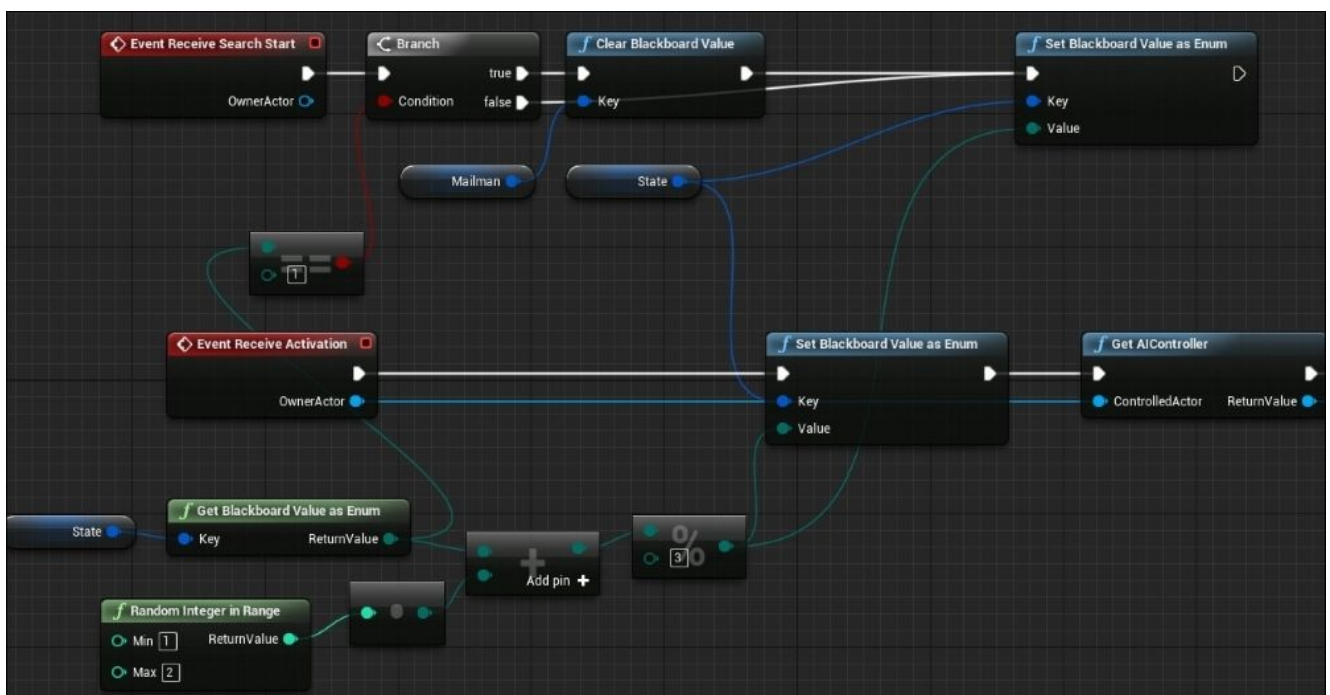 Event Receive Search Start
OwnerActor
Branch
true
Condition
false
Clear Blackboard Value
Key
Set Blackboard Value as Enum
Key
Value
Mailman
State
==
1
Event Receive Activation
OwnerActor
Set Blackboard Value as Enum
Key
Value
Get AIController
ControlledActor
ReturnValue
State
Get Blackboard Value as Enum
Key
ReturnValue
+
Add pin +
%
3
Random Integer in Range
Min 1
ReturnValue
Max 2